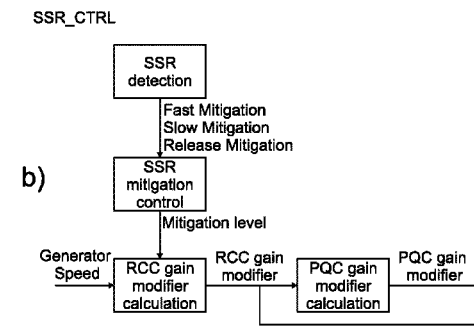 SSR_CTRL
SSR
detection
Fast Mitigation
Slow Mitigation
Release Mitigation
b)
SSR
mitigation
control
Mitigation level
Generator
Speed
RCC gain
modifier
calculation
RCC gain
modifier
PQC gain
modifier
calculation
PQC gain
modifier